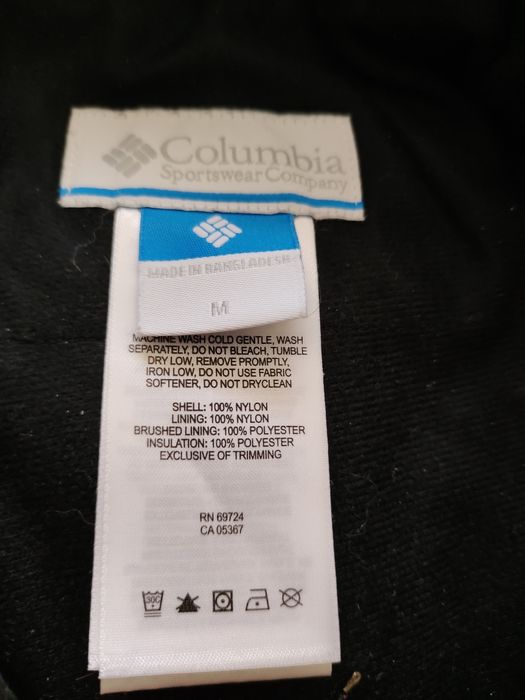 Columbia
Sportswear Company
MADE IN BANGLADESH
M
MACHINE WASH COLD GENTLE, WASH
SEPARATELY, DO NOT BLEACH, TUMBLE
DRY LOW, REMOVE PROMPTLY,
IRON LOW, DO NOT USE FABRIC
SOFTENER, DO NOT DRYCLEAN
SHELL: 100% NYLON
LINING: 100% NYLON
BRUSHED LINING: 100% POLYESTER
INSULATION: 100% POLYESTER
EXCLUSIVE OF TRIMMING
RN 69724
CA 05367
30C